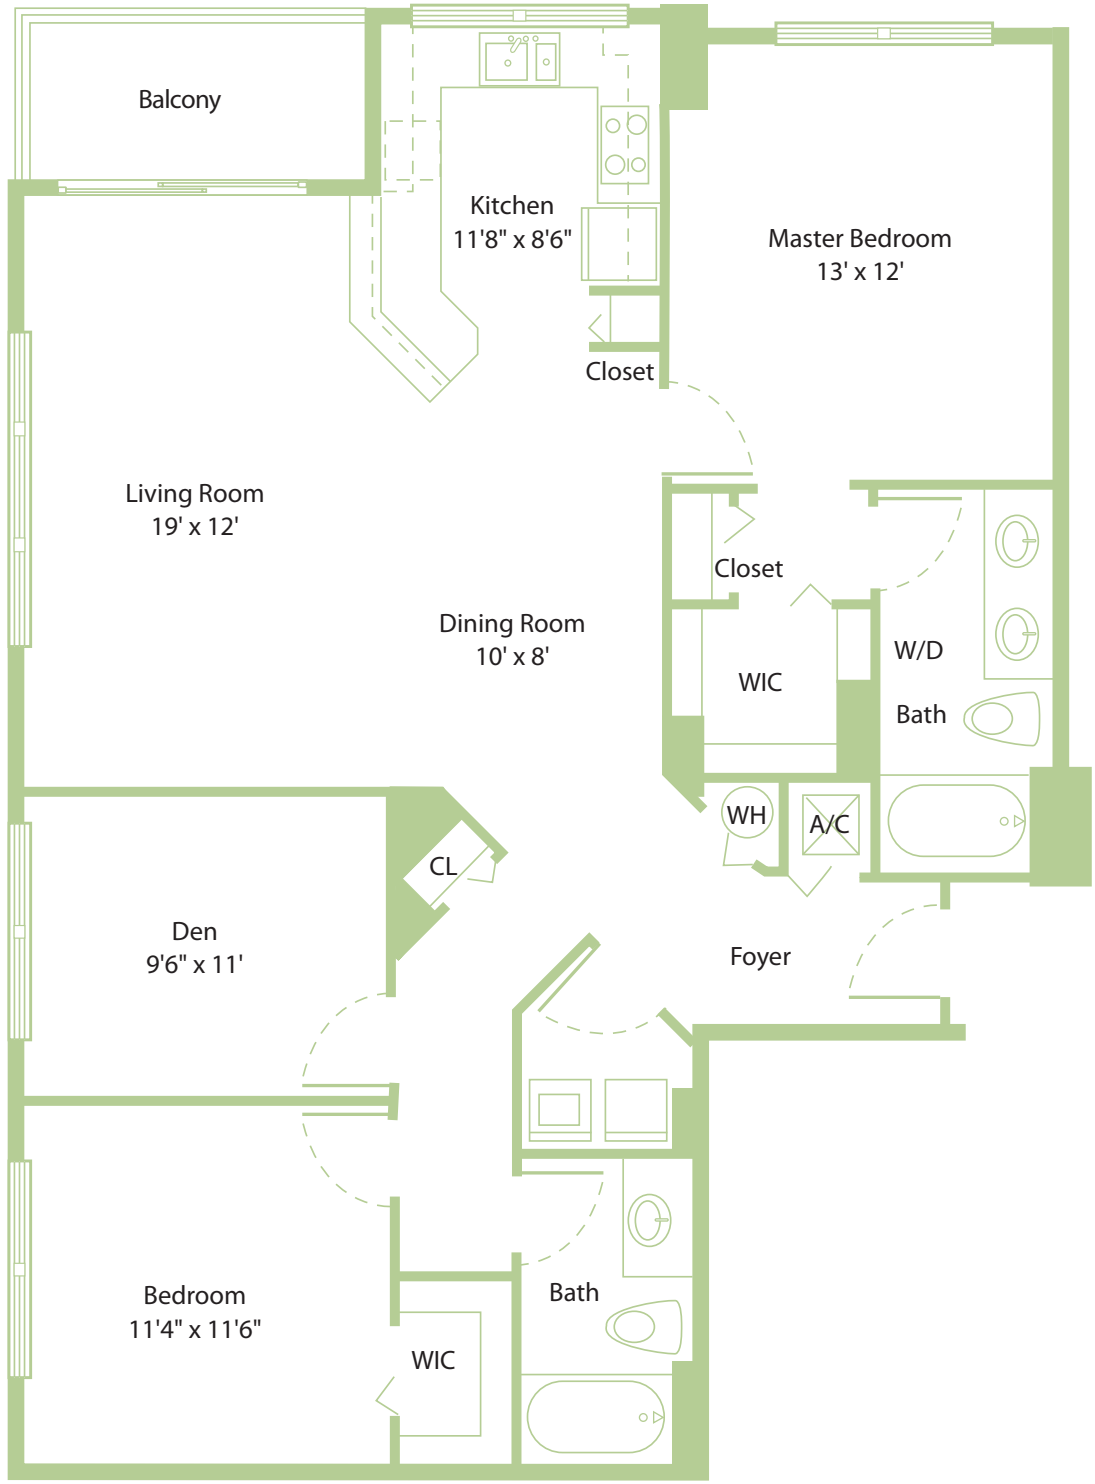 Balcony
Kitchen
11'8" x 8'6"
Master Bedroom
13' x 12'
Closet
Living Room
19' x 12'
Closet
Dining Room
10' x 8'
W/D
WIC
Bath
WH
A/C
CL
Den
9'6" x 11'
Foyer
Bedroom
11'4" x 11'6"
Bath
WIC